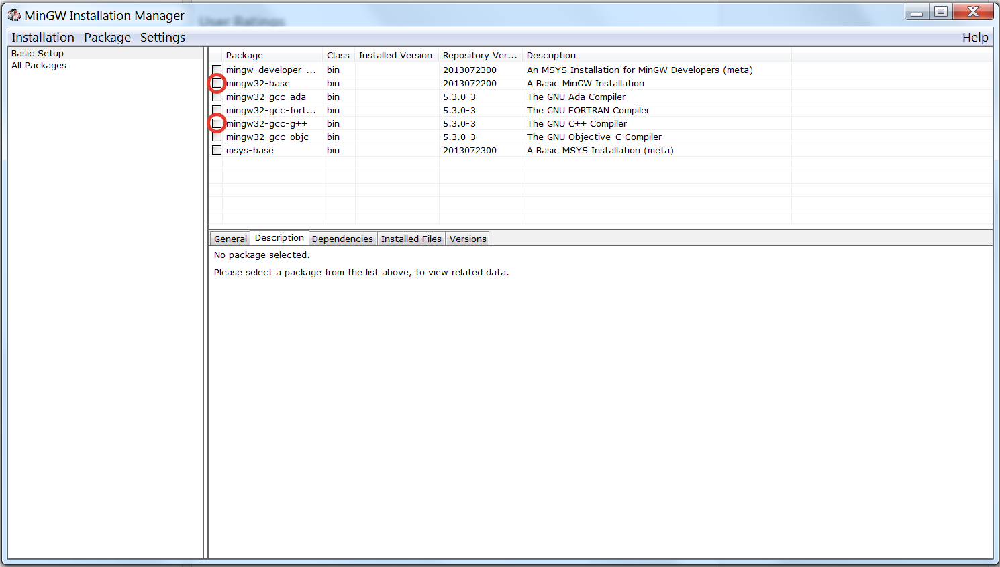 User Ratings
MinGW Installation Manager
Installation Package Settings Help
Basic Setup
All Packages
Package Class Installed Version Repository Ver... Description
mingw-developer-... bin 2013072300 An MSYS Installation for MinGW Developers (meta)
mingw32-base bin 2013072200 A Basic MinGW Installation
mingw32-gcc-ada bin 5.3.0-3 The GNU Ada Compiler
mingw32-gcc-fort... bin 5.3.0-3 The GNU FORTRAN Compiler
mingw32-gcc-g++ bin 5.3.0-3 The GNU C++ Compiler
mingw32-gcc-objc bin 5.3.0-3 The GNU Objective-C Compiler
msys-base bin 2013072300 A Basic MSYS Installation (meta)
General Description Dependencies Installed Files Versions
No package selected.
Please select a package from the list above, to view related data.